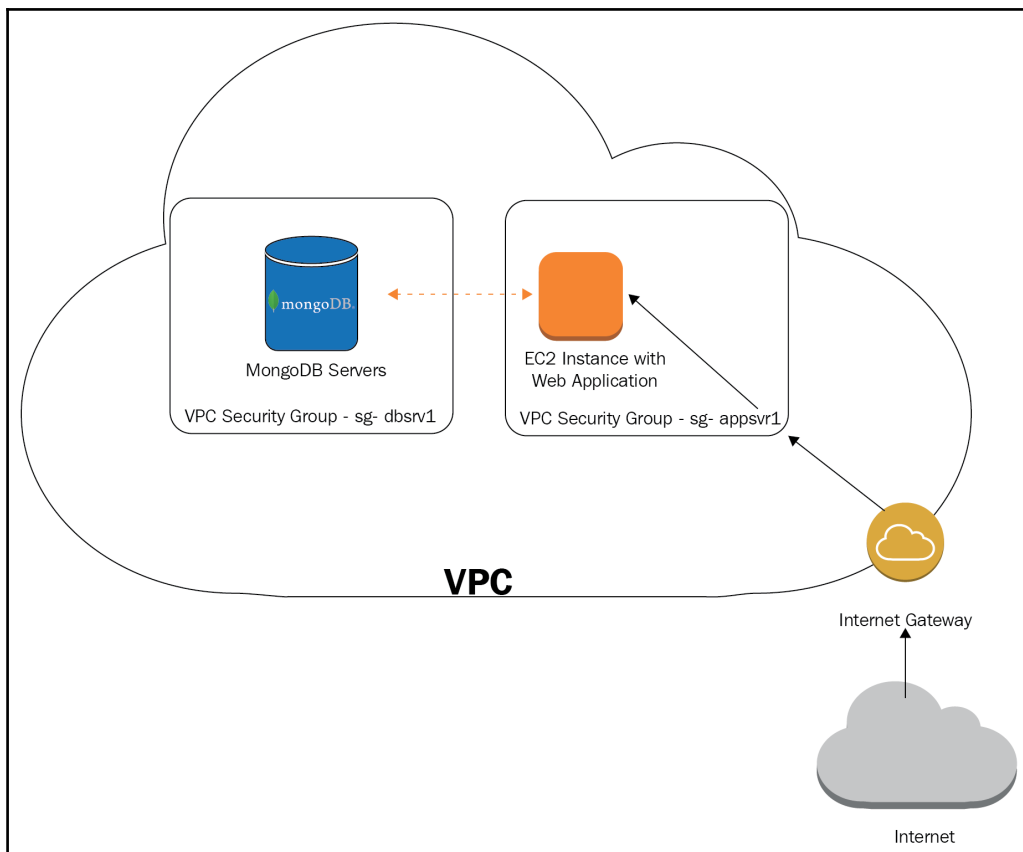 mongoDB®
MongoDB Servers
VPC Security Group - sg- dbsrv1
EC2 Instance with
Web Application
VPC Security Group - sg- appsvr1
VPC
Internet Gateway
Internet